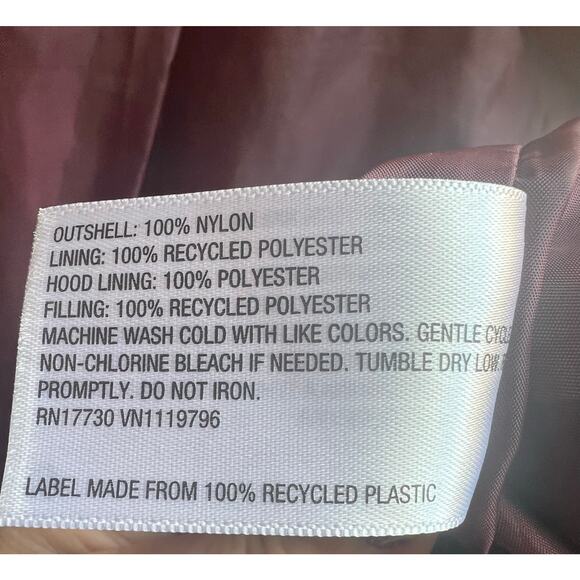 OUTSHELL: 100% NYLON
LINING: 100% RECYCLED POLYESTER
HOOD LINING: 100% POLYESTER
FILLING: 100% RECYCLED POLYESTER
MACHINE WASH COLD WITH LIKE COLORS. GENTLE CYCLE
NON-CHLORINE BLEACH IF NEEDED. TUMBLE DRY LOW.
PROMPTLY. DO NOT IRON.
RN17730 VN1119796
LABEL MADE FROM 100% RECYCLED PLASTIC